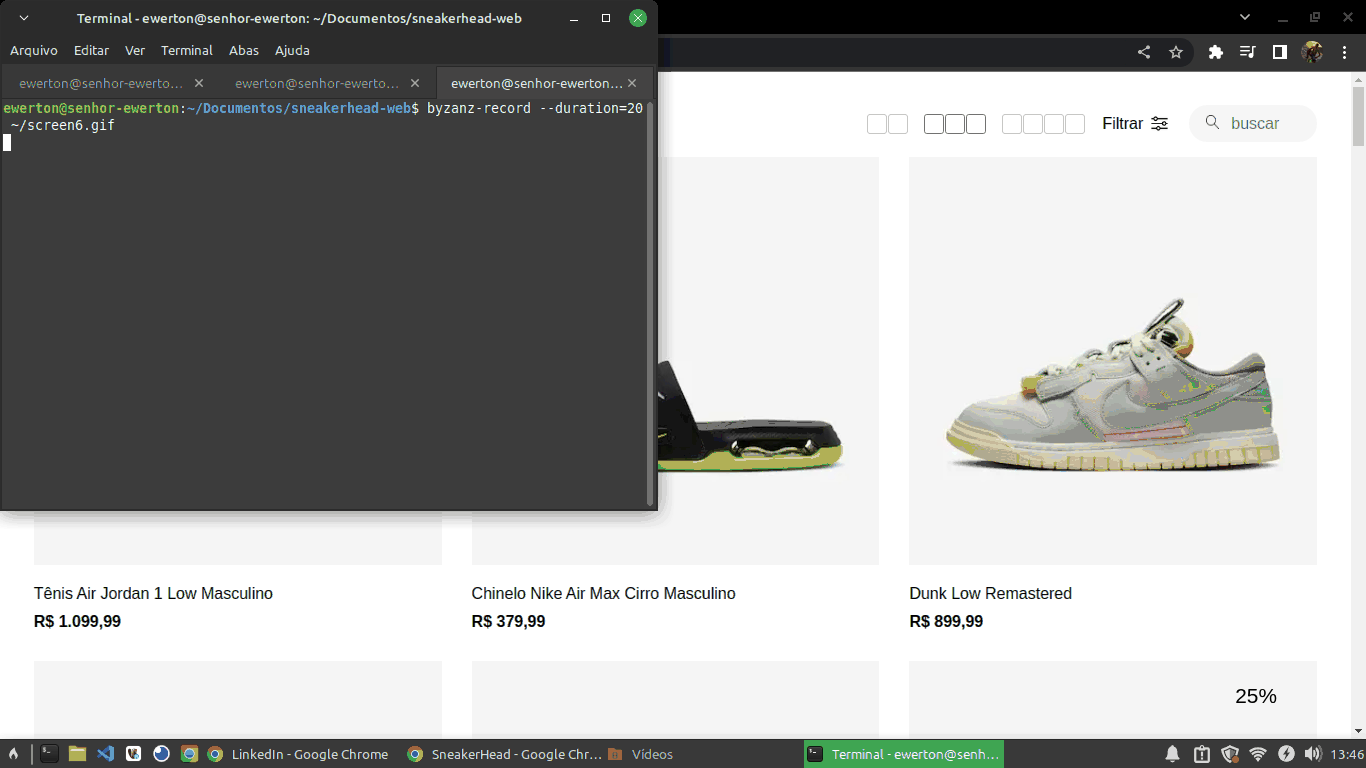 Terminal - ewerton@senhor-ewerton: ~/Documentos/sneakerhead-web
Arquivo Editar Ver Terminal Abas Ajuda
ewerton@senhor-ewerto… ewerton@senhor-ewerto… ewerton@senhor-ewerton…
ewerton@senhor-ewerton:~/Documentos/sneakerhead-web$ byzanz-record --duration=20
~/screen6.gif
Filtrar buscar
Tênis Air Jordan 1 Low Masculino
R$ 1.099,99
Chinelo Nike Air Max Cirro Masculino
R$ 379,99
Dunk Low Remastered
R$ 899,99
25%
LinkedIn - Google Chrome SneakerHead - Google Chr… Vídeos Terminal - ewerton@senh… 13:46